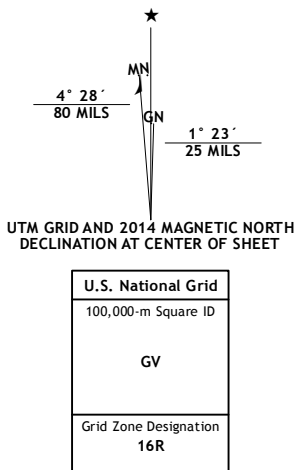 ★
MN
GN
4° 28´
80 MILS
1° 23´
25 MILS
UTM GRID AND 2014 MAGNETIC NORTH
DECLINATION AT CENTER OF SHEET
U.S. National Grid
100,000-m Square ID
GV
Grid Zone Designation
16R